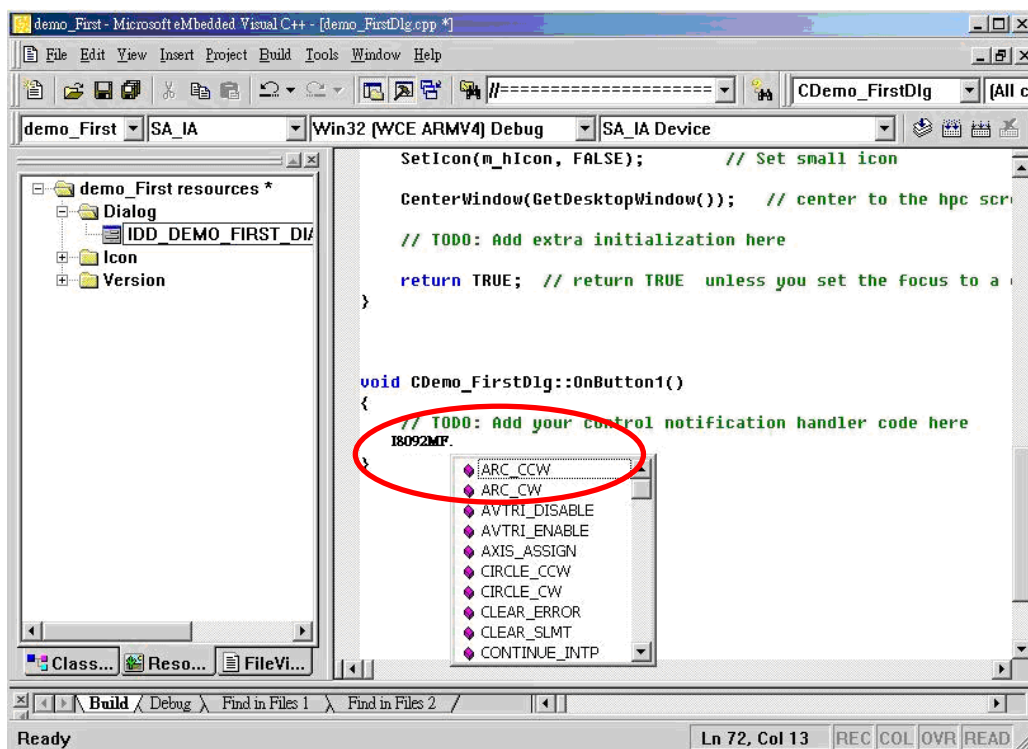 demo_First - Microsoft eMbedded Visual C++ - [demo_FirstDlg.cpp *]
File Edit View Insert Project Build Tools Window Help
//====================== CDemo_FirstDlg (All c
demo_First SA_IA Win32 (WCE ARMV4) Debug SA_IA Device
demo_First resources *
Dialog
IDD_DEMO_FIRST_DIA
Icon
Version
Class... Reso... FileVi...
SetIcon(m_hIcon, FALSE); // Set small icon
CenterWindow(GetDesktopWindow()); // center to the hpc scr
// TODO: Add extra initialization here
return TRUE; // return TRUE unless you set the focus to a
}
void CDemo_FirstDlg::OnButton1()
{
// TODO: Add your control notification handler code here
I8092MF.
}
ARC_CCW
ARC_CW
AVTRI_DISABLE
AVTRI_ENABLE
AXIS_ASSIGN
CIRCLE_CCW
CIRCLE_CW
CLEAR_ERROR
CLEAR_SLMT
CONTINUE_INTP
Build Debug Find in Files 1 Find in Files 2
Ready Ln 72, Col 13 REC COL OVR READ